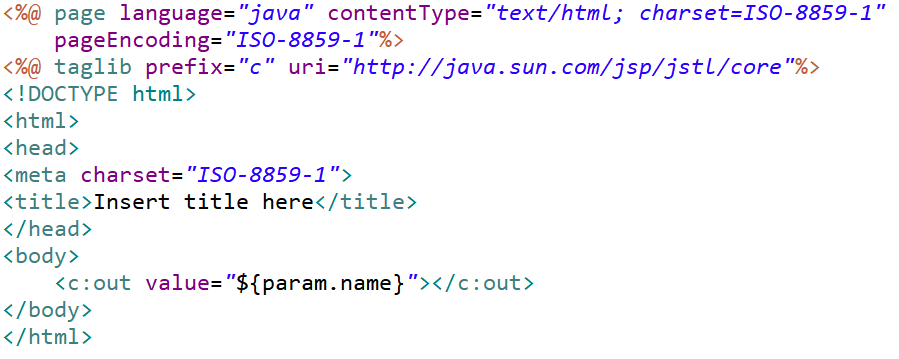 <%@ page language="java" contentType="text/html; charset=ISO-8859-1"
    pageEncoding="ISO-8859-1"%>
<%@ taglib prefix="c" uri="http://java.sun.com/jsp/jstl/core"%>
<!DOCTYPE html>
<html>
<head>
<meta charset="ISO-8859-1">
<title>Insert title here</title>
</head>
<body>
    <c:out value="${param.name}"></c:out>
</body>
</html>